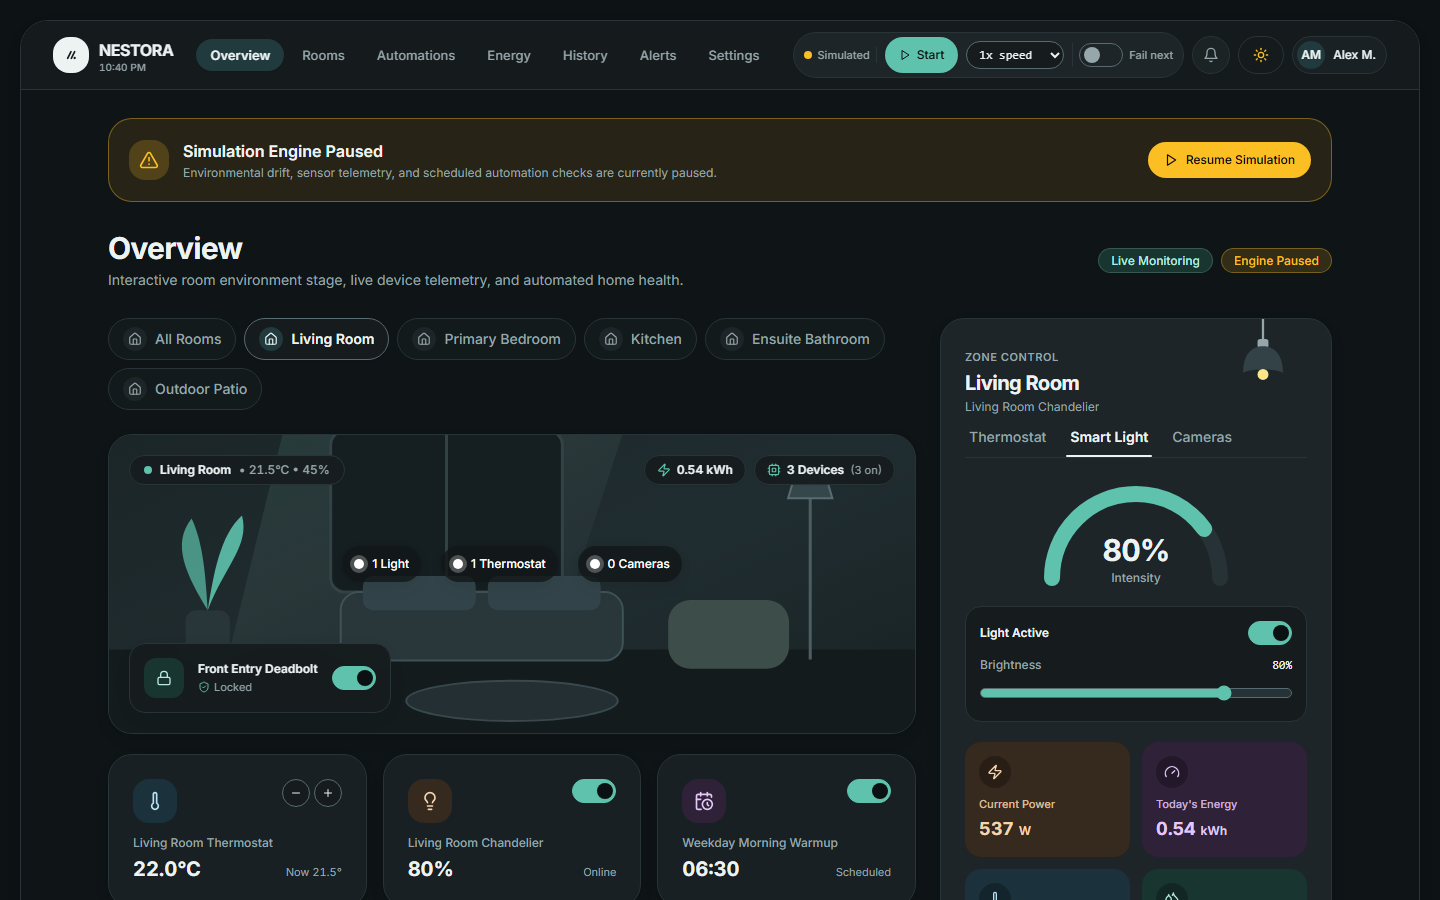 NESTORA
10:40 PM
Overview
Rooms
Automations
Energy
History
Alerts
Settings
Simulated
Start
1x speed
Fail next
AM
Alex M.
Simulation Engine Paused
Environmental drift, sensor telemetry, and scheduled automation checks are currently paused.
Resume Simulation
Overview
Interactive room environment stage, live device telemetry, and automated home health.
Live Monitoring
Engine Paused
All Rooms
Living Room
Primary Bedroom
Kitchen
Ensuite Bathroom
Outdoor Patio
Living Room • 21.5°C • 45%
0.54 kWh
3 Devices (3 on)
1 Light
1 Thermostat
0 Cameras
Front Entry Deadbolt
Locked
Living Room Thermostat
22.0°C
Now 21.5°
Living Room Chandelier
80%
Online
Weekday Morning Warmup
06:30
Scheduled
ZONE CONTROL
Living Room
Living Room Chandelier
Thermostat
Smart Light
Cameras
80%
Intensity
Light Active
Brightness
80%
Current Power
537 W
Today's Energy
0.54 kWh